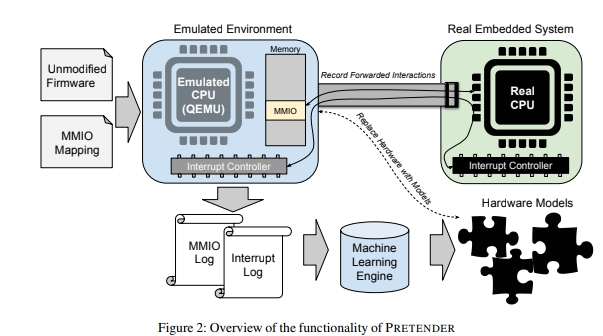 Emulated Environment
Real Embedded System
Unmodified
Firmware
MMIO
Mapping
Emulated
CPU
(QEMU)
Memory
MMIO
Interrupt Controller
Record Forwarded Interactions
Replace Hardware with Models
Real
CPU
Interrupt Controller
MMIO
Log
Interrupt
Log
Machine
Learning
Engine
Hardware Models
Figure 2: Overview of the functionality of PRETENDER